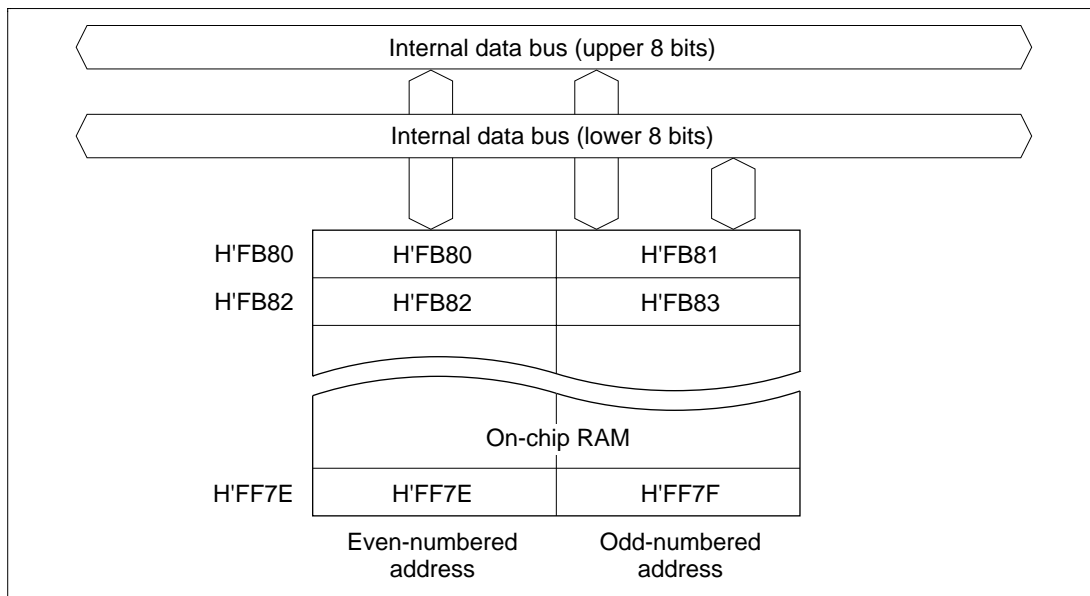 Internal data bus (upper 8 bits)
Internal data bus (lower 8 bits)
H'FB80 H'FB80 H'FB81
H'FB82 H'FB82 H'FB83
On-chip RAM
H'FF7E H'FF7E H'FF7F
Even-numbered address
Odd-numbered address